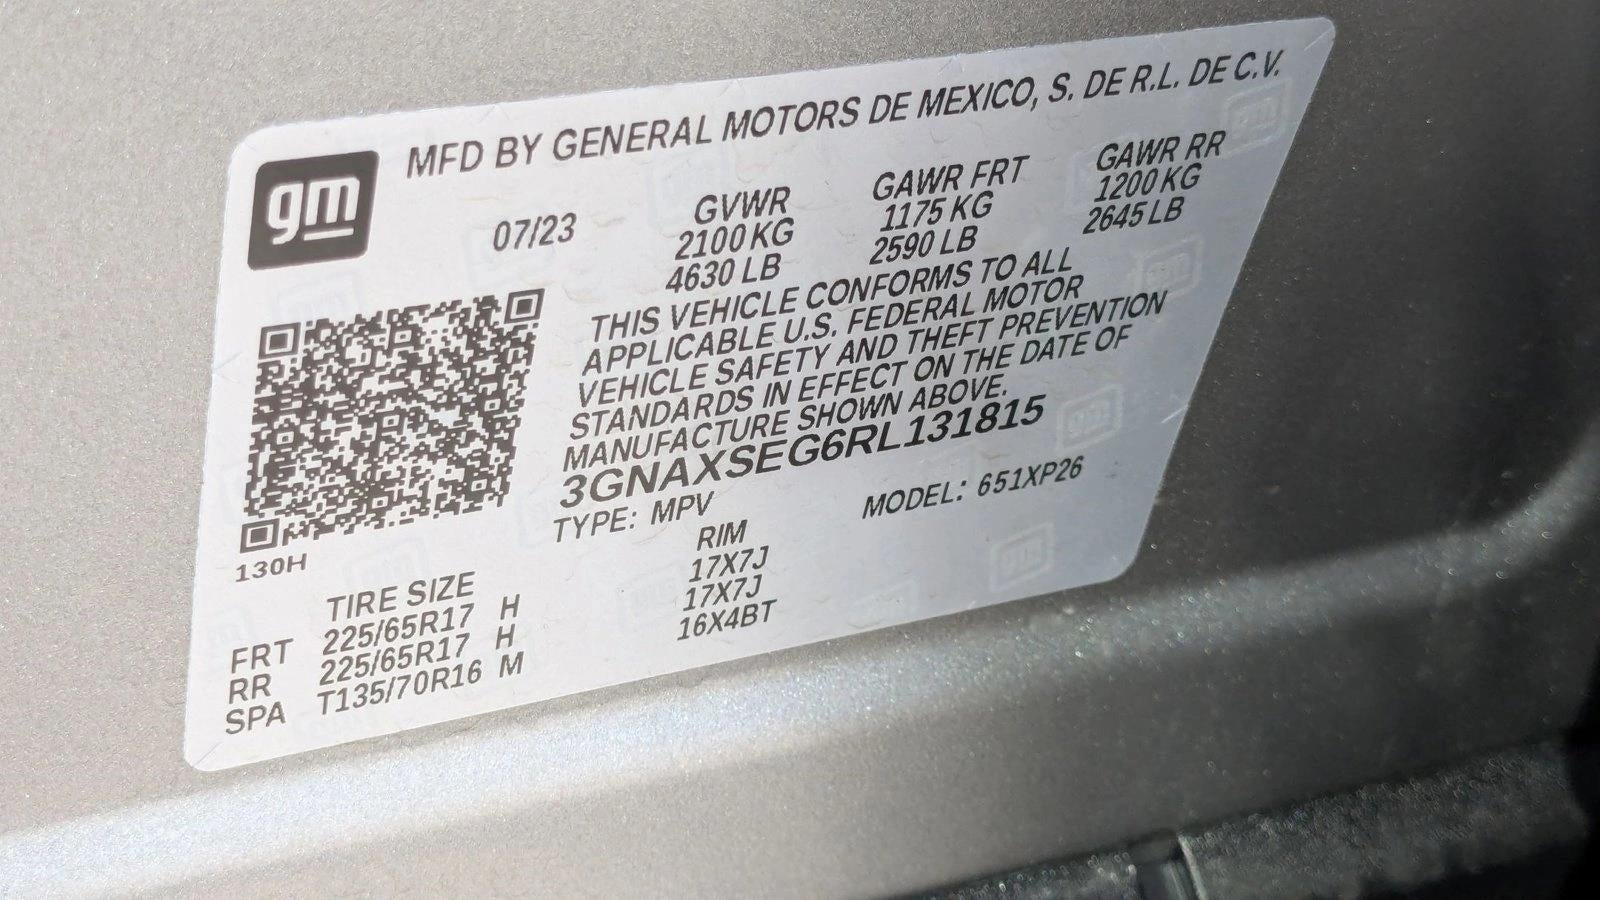 gm
MFD BY GENERAL MOTORS DE MEXICO, S. DE R.L. DE C.V.
07/23
GVWR
2100 KG
4630 LB
GAWR FRT
1175 KG
2590 LB
GAWR RR
1200 KG
2645 LB
THIS VEHICLE CONFORMS TO ALL
APPLICABLE U.S. FEDERAL MOTOR
VEHICLE SAFETY AND THEFT PREVENTION
STANDARDS IN EFFECT ON THE DATE OF
MANUFACTURE SHOWN ABOVE.
3GNAXSEG6RL131815
TYPE: MPV MODEL: 651XP26
130H
TIRE SIZE RIM
FRT 225/65R17 H 17X7J
RR 225/65R17 H 17X7J
SPA T135/70R16 M 16X4BT